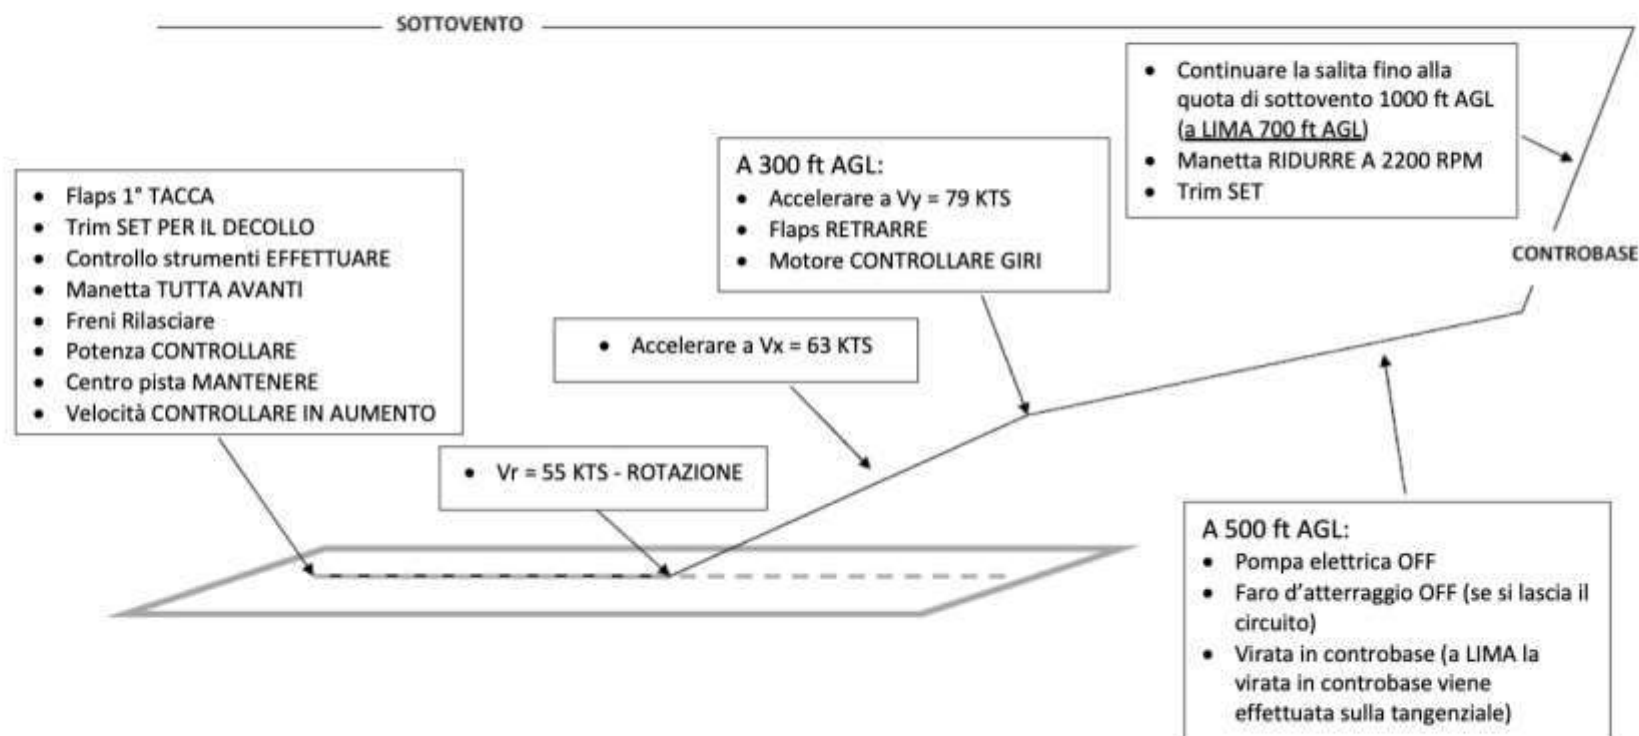 SOTTOVENTO
• Continuare la salita fino alla
quota di sottovento 1000 ft AGL
(a LIMA 700 ft AGL)
• Manetta RIDURRE A 2200 RPM
• Trim SET
A 300 ft AGL:
• Accelerare a Vy = 79 KTS
• Flaps RETRARRE
• Motore CONTROLLARE GIRI
• Flaps 1° TACCA
• Trim SET PER IL DECOLLO
• Controllo strumenti EFFETTUARE
• Manetta TUTTA AVANTI
• Freni Rilasciare
• Potenza CONTROLLARE
• Centro pista MANTENERE
• Velocità CONTROLLARE IN AUMENTO
CONTROBASE
• Accelerare a Vx = 63 KTS
• Vr = 55 KTS - ROTAZIONE
A 500 ft AGL:
• Pompa elettrica OFF
• Faro d'atterraggio OFF (se si lascia il
circuito)
• Virata in controbase (a LIMA la
virata in controbase viene
effettuata sulla tangenziale)